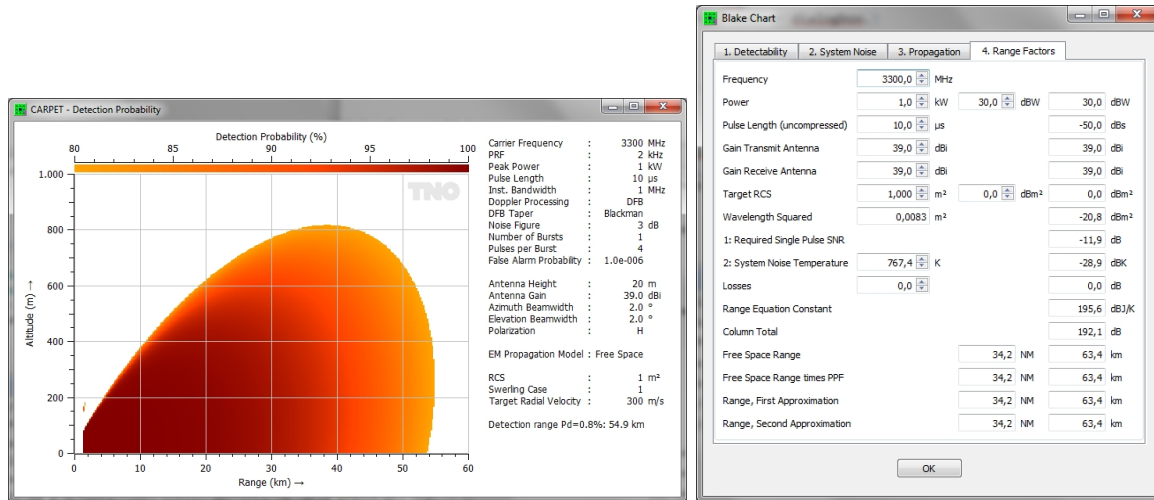 CARPET - Detection Probability
Detection Probability (%)
80 85 90 95 100
TNO
1.000
800
600
400
200
0
Altitude (m) →
0 10 20 30 40 50 60
Range (km) →
Carrier Frequency : 3300 MHz
PRF : 2 kHz
Peak Power : 1 kW
Pulse Length : 10 µs
Inst. Bandwidth : 1 MHz
Doppler Processing : DFB
DFB Taper : Blackman
Noise Figure : 3 dB
Number of Bursts : 1
Pulses per Burst : 4
False Alarm Probability : 1.0e-006
Antenna Height : 20 m
Antenna Gain : 39.0 dBi
Azimuth Beamwidth : 2.0 °
Elevation Beamwidth : 2.0 °
Polarization : H
EM Propagation Model : Free Space
RCS : 1 m²
Swerling Case : 1
Target Radial Velocity : 300 m/s
Detection range Pd=0.8%: 54.9 km
Blake Chart
1. Detectability 2. System Noise 3. Propagation 4. Range Factors
Frequency 3300,0 MHz
Power 1,0 kW 30,0 dBW 30,0 dBW
Pulse Length (uncompressed) 10,0 µs -50,0 dBs
Gain Transmit Antenna 39,0 dBi 39,0 dBi
Gain Receive Antenna 39,0 dBi 39,0 dBi
Target RCS 1,000 m² 0,0 dBm² 0,0 dBm²
Wavelength Squared 0,0083 m² -20,8 dBm²
1: Required Single Pulse SNR -11,9 dB
2: System Noise Temperature 767,4 K -28,9 dBK
Losses 0,0 0,0 dB
Range Equation Constant 195,6 dBJ/K
Column Total 192,1 dB
Free Space Range 34,2 NM 63,4 km
Free Space Range times PPF 34,2 NM 63,4 km
Range, First Approximation 34,2 NM 63,4 km
Range, Second Approximation 34,2 NM 63,4 km
OK